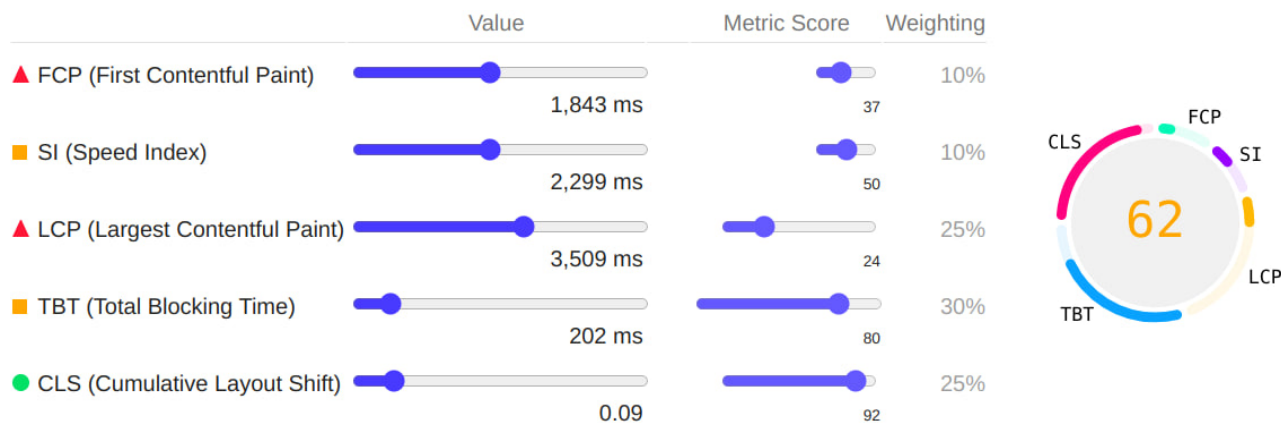 Value Metric Score Weighting
FCP (First Contentful Paint) 10%
1,843 ms 37
SI (Speed Index) 10%
2,299 ms 50
LCP (Largest Contentful Paint) 25%
3,509 ms 24
TBT (Total Blocking Time) 30%
202 ms 80
CLS (Cumulative Layout Shift) 25%
0.09 92
FCP
CLS
SI
62
LCP
TBT